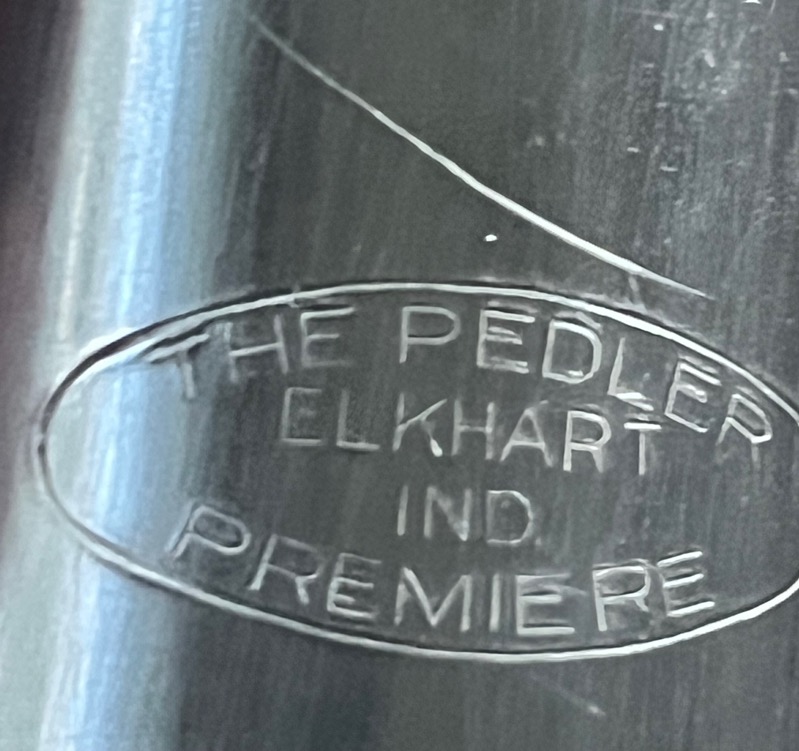 THE PEDLER
ELKHART
IND
PREMIERE